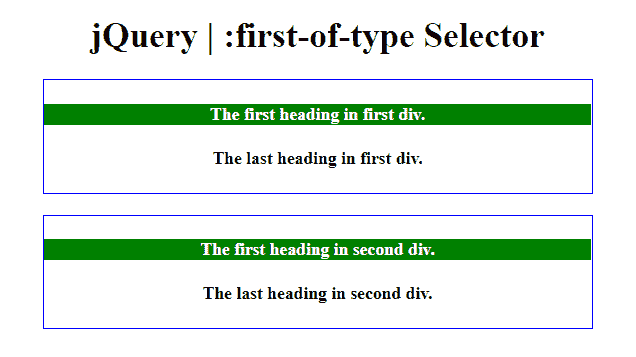 jQuery | :first-of-type Selector
The first heading in first div.
The last heading in first div.
The first heading in second div.
The last heading in second div.